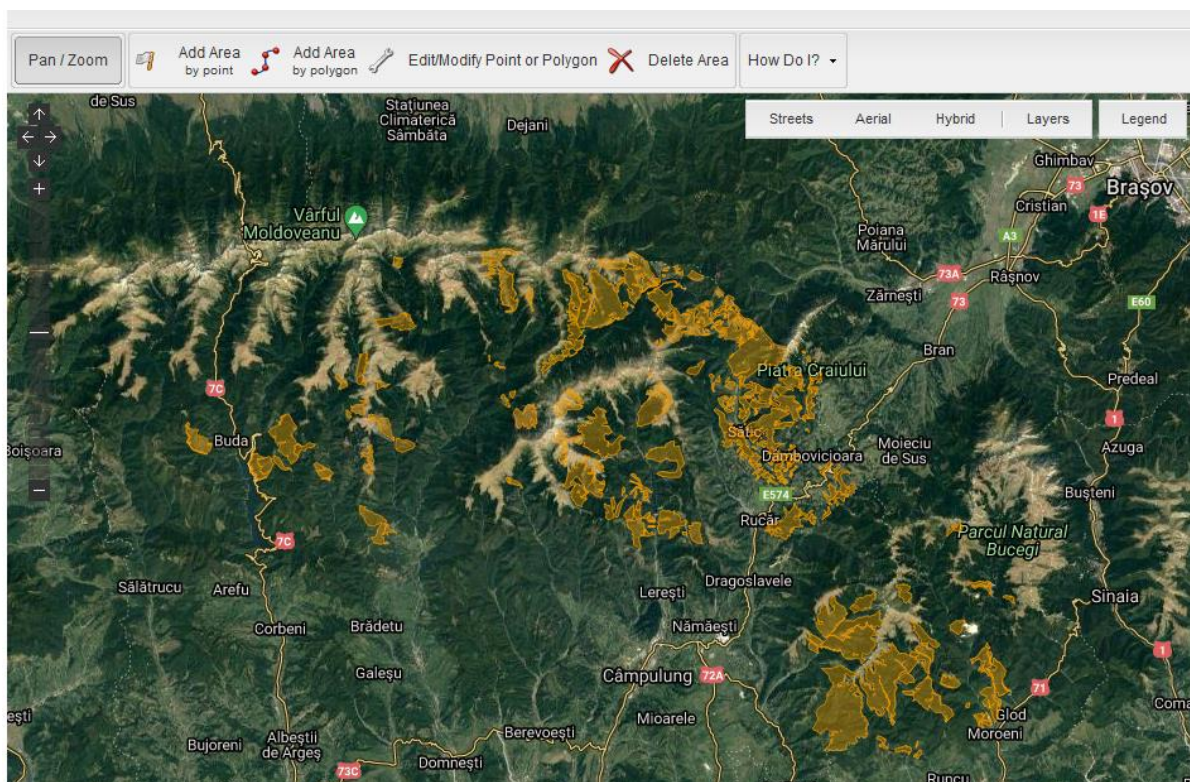 Pan / Zoom
Add Area
by point
Add Area
by polygon
Edit/Modify Point or Polygon
Delete Area
How Do I?
de Sus
Stațiunea
Climaterică
Sâmbăta
Dejani
Streets
Aerial
Hybrid
Layers
Legend
Ghimbav
73
Brașov
Cristian
1E
Vârful
Moldoveanu
Poiana
Mărului
A3
73A
Râșnov
Zărnești
73
E60
Bran
Piatra Craiului
Predeal
7C
1
Buda
Sătic
Moieciu
de Sus
Azuga
Boișoara
Dâmbovicioara
E574
Bușteni
Rucăr
7C
Parcul Natural
Bucegi
Sălătrucu
Arefu
Dragoslavele
Lerești
Sinaia
Corbeni
Brădetu
Nămăești
1
Galeșu
Câmpulung
72A
71
Coma
Mioarele
Glod
ești
Moroeni
Bujoreni
Albeștii
de Argeș
Berevoești
73C
Domnești
Runcu